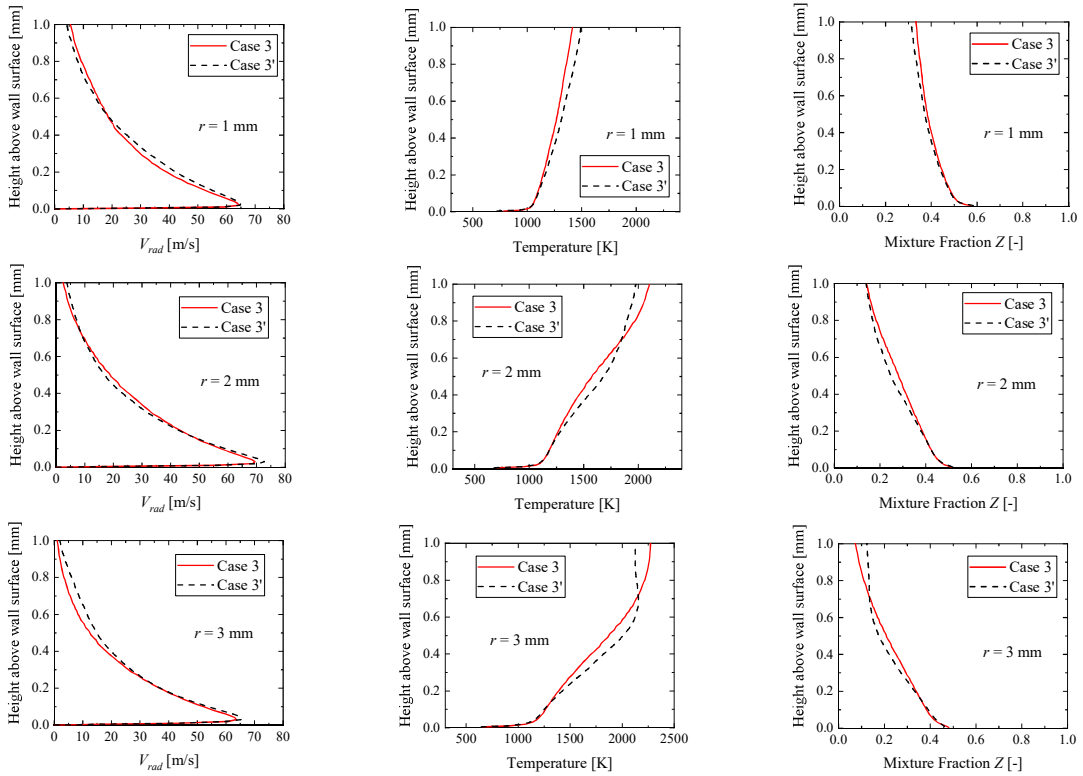 Height above wall surface [mm]
1.0
0.8
0.6
0.4
0.2
0.0
Case 3
Case 3'
r = 1 mm
0 10 20 30 40 50 60 70 80
V_rad [m/s]
Height above wall surface [mm]
1.0
0.8
0.6
0.4
0.2
0.0
r = 1 mm
Case 3
Case 3'
500 1000 1500 2000
Temperature [K]
Height above wall surface [mm]
1.0
0.8
0.6
0.4
0.2
0.0
Case 3
Case 3'
r = 1 mm
0.0 0.2 0.4 0.6 0.8 1.0
Mixture Fraction Z [-]
Height above wall surface [mm]
1.0
0.8
0.6
0.4
0.2
0.0
Case 3
Case 3'
r = 2 mm
0 10 20 30 40 50 60 70 80
V_rad [m/s]
Height above wall surface [mm]
1.0
0.8
0.6
0.4
0.2
0.0
Case 3
Case 3'
r = 2 mm
500 1000 1500 2000
Temperature [K]
Height above wall surface [mm]
1.0
0.8
0.6
0.4
0.2
0.0
Case 3
Case 3'
r = 2 mm
0.0 0.2 0.4 0.6 0.8 1.0
Mixture Fraction Z [-]
Height above wall surface [mm]
1.0
0.8
0.6
0.4
0.2
0.0
Case 3
Case 3'
r = 3 mm
0 10 20 30 40 50 60 70 80
V_rad [m/s]
Height above wall surface [mm]
1.0
0.8
0.6
0.4
0.2
0.0
Case 3
Case 3'
r = 3 mm
500 1000 1500 2000 2500
Temperature [K]
Height above wall surface [mm]
1.0
0.8
0.6
0.4
0.2
0.0
Case 3
Case 3'
r = 3 mm
0.0 0.2 0.4 0.6 0.8 1.0
Mixture Fraction Z [-]